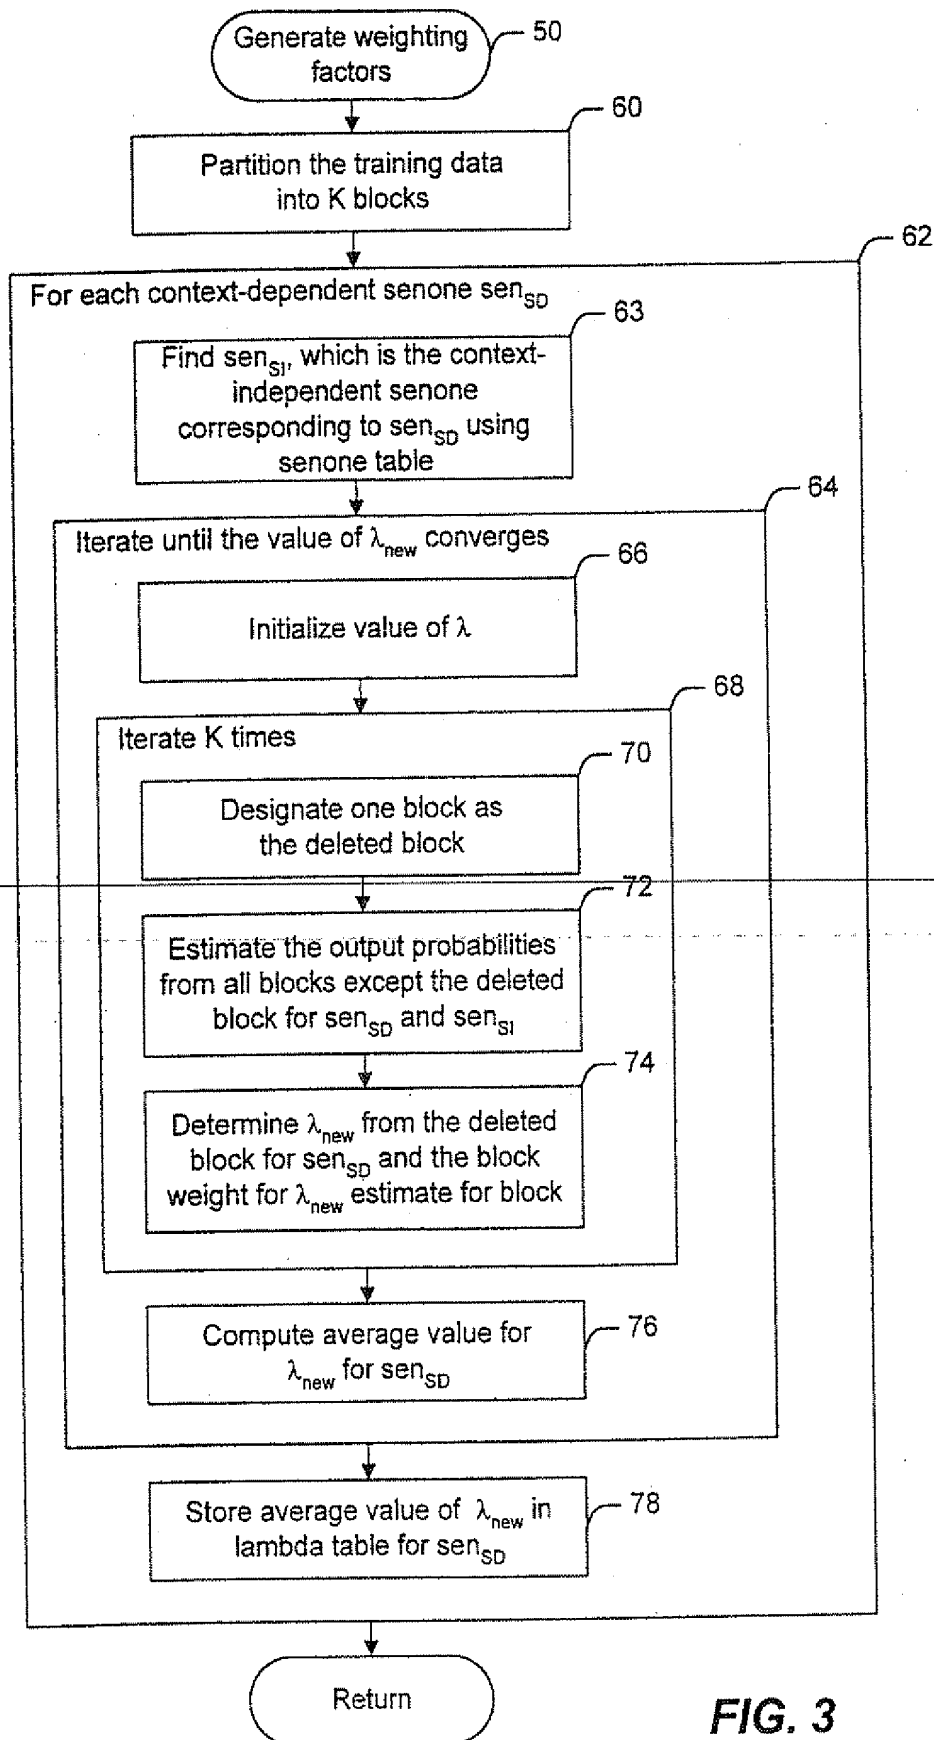 Generate weighting
factors
50
60
Partition the training data
into K blocks
62
For each context-dependent senone sen_SD
63
Find sen_SI, which is the context-
independent senone
corresponding to sen_SD using
senone table
64
Iterate until the value of λ_new converges
66
Initialize value of λ
68
Iterate K times
70
Designate one block as
the deleted block
72
Estimate the output probabilities
from all blocks except the deleted
block for sen_SD and sen_SI
74
Determine λ_new from the deleted
block for sen_SD and the block
weight for λ_new estimate for block
76
Compute average value for
λ_new for sen_SD
78
Store average value of λ_new in
lambda table for sen_SD
Return
FIG. 3